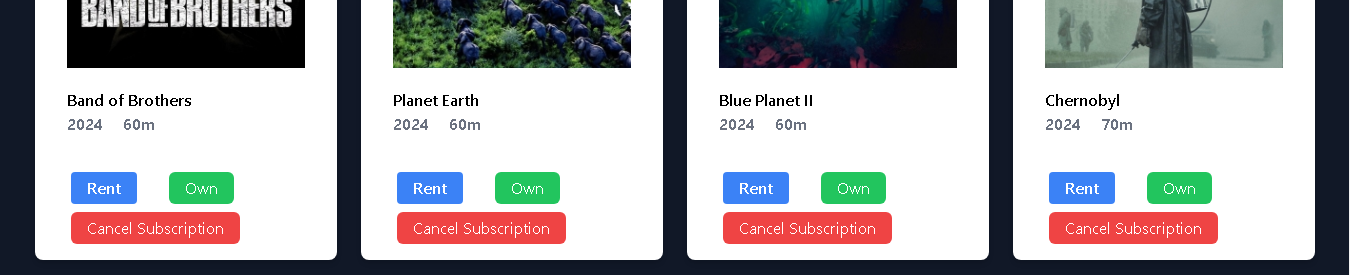 BAND OF BROTHERS
Band of Brothers
2024 60m
Rent Own
Cancel Subscription
Planet Earth
2024 60m
Rent Own
Cancel Subscription
Blue Planet II
2024 60m
Rent Own
Cancel Subscription
Chernobyl
2024 70m
Rent Own
Cancel Subscription